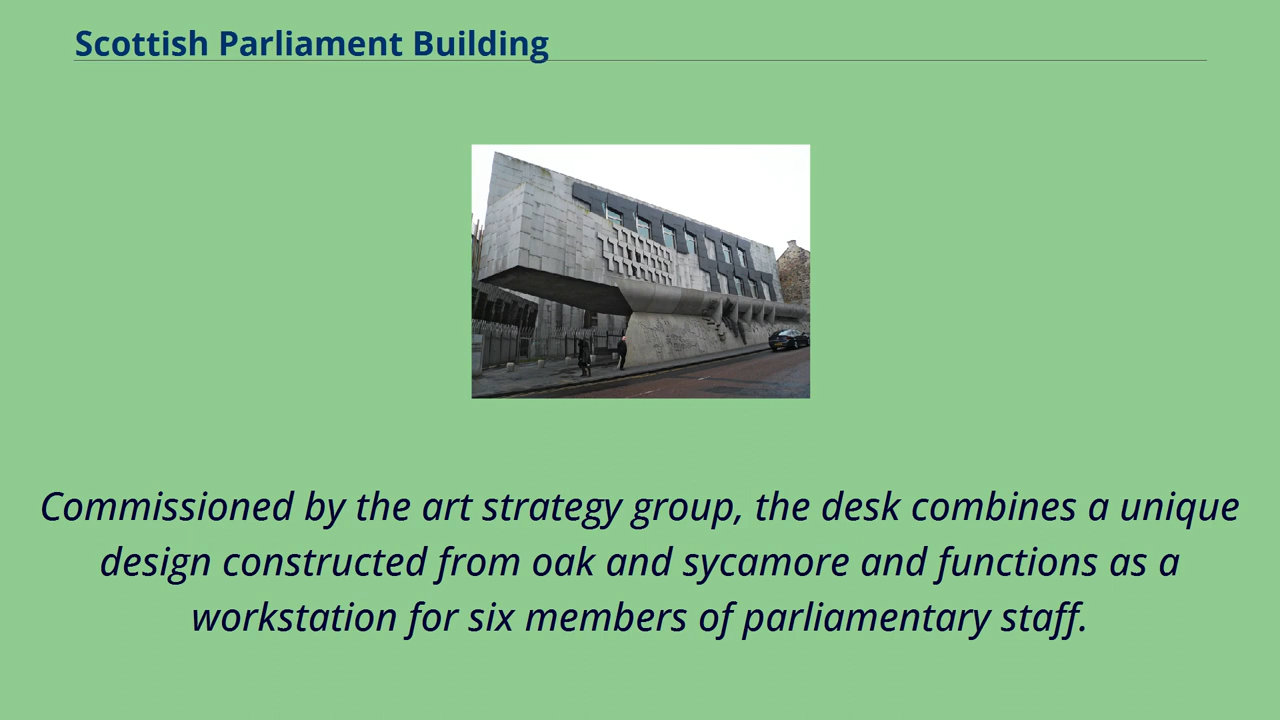 Scottish Parliament Building
Commissioned by the art strategy group, the desk combines a unique
design constructed from oak and sycamore and functions as a
workstation for six members of parliamentary staff.